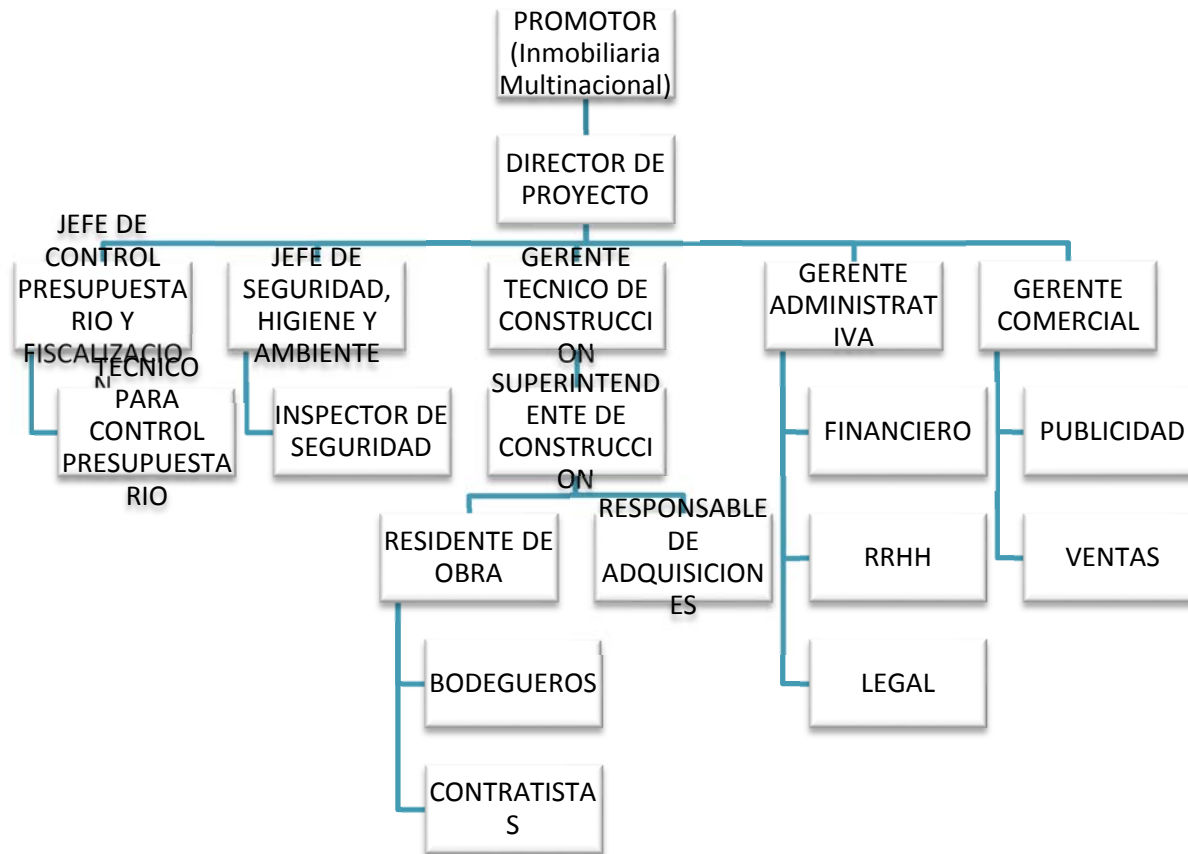 PROMOTOR
(Inmobiliaria
Multinacional)
DIRECTOR DE
PROYECTO
JEFE DE
CONTROL
PRESUPUESTA
RIO Y
FISCALIZACIO
N
JEFE DE
SEGURIDAD,
HIGIENE Y
AMBIENTE
GERENTE
TECNICO DE
CONSTRUCCI
ON
GERENTE
ADMINISTRAT
IVA
GERENTE
COMERCIAL
TECNICO
PARA
CONTROL
PRESUPUESTA
RIO
INSPECTOR DE
SEGURIDAD
SUPERINTEND
ENTE DE
CONSTRUCCI
ON
FINANCIERO
PUBLICIDAD
RESIDENTE DE
OBRA
RESPONSABLE
DE
ADQUISICION
ES
RRHH
VENTAS
BODEGUEROS
LEGAL
CONTRATISTA
S